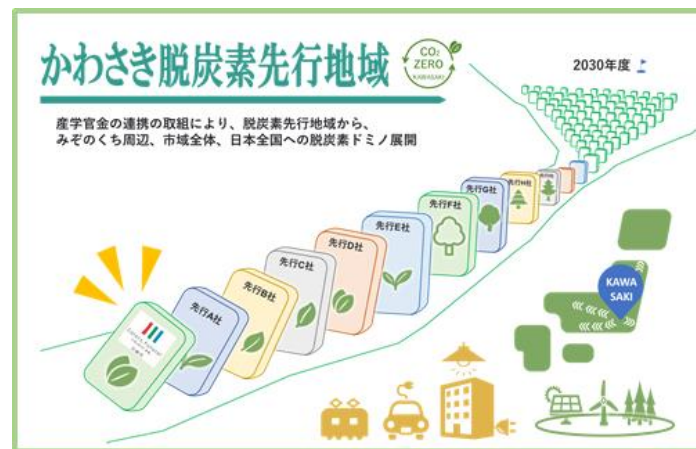 かわさき脱炭素先行地域
CO₂
ZERO
KAWASAKI
2030年度
産学官金の連携の取組により、脱炭素先行地域から、
みぞのくち周辺、市域全体、日本全国への脱炭素ドミノ展開
先行A社
先行B社
先行C社
先行D社
先行E社
先行F社
先行G社
先行H社
KAWA
SAKI